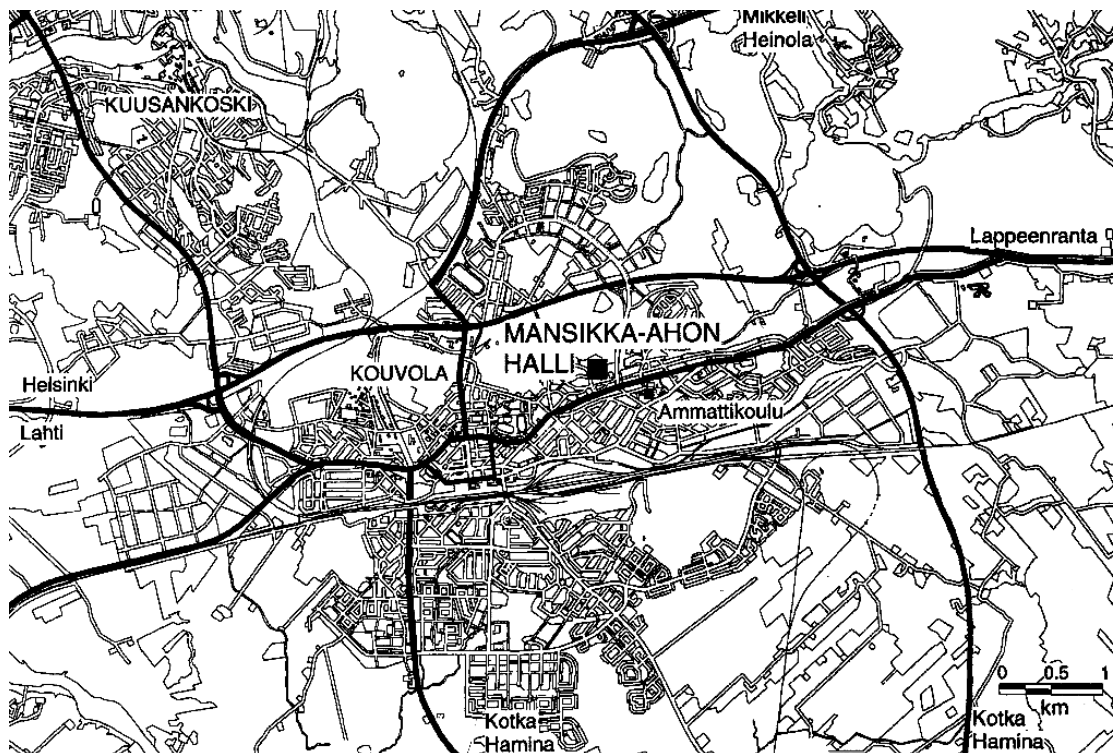 Mikkeli
Heinola
KUUSANKOSKI
Lappeenranta
MANSIKKA-AHON
HALLI
KOUVOLA
Helsinki
Lahti
Ammattikoulu
0 0.5 1
km
Kotka
Hamina
Kotka
Hamina